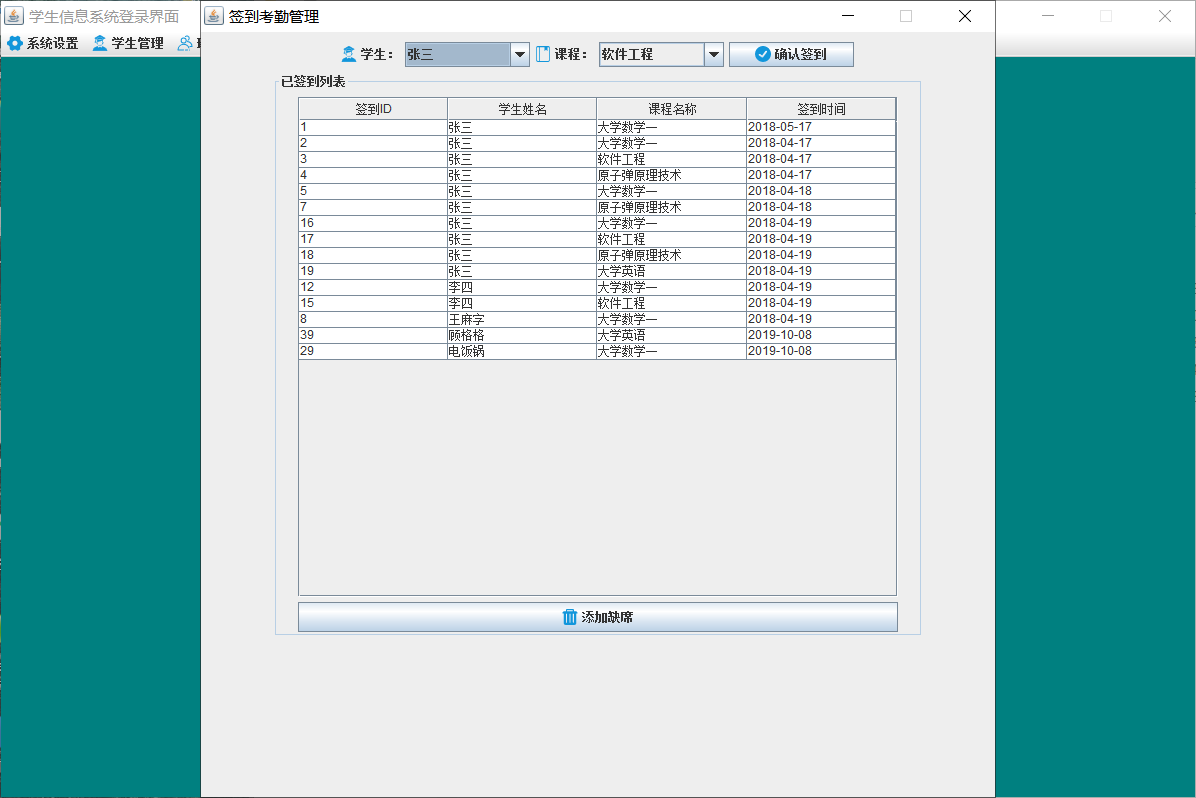 学生信息系统登录界面
签到考勤管理
系统设置 学生管理
学生： 张三 课程： 软件工程 确认签到
已签到列表
签到ID 学生姓名 课程名称 签到时间
1 张三 大学数学一 2018-05-17
2 张三 大学数学一 2018-04-17
3 张三 软件工程 2018-04-17
4 张三 原子弹原理技术 2018-04-17
5 张三 大学数学一 2018-04-18
7 张三 原子弹原理技术 2018-04-18
16 张三 大学数学一 2018-04-19
17 张三 软件工程 2018-04-19
18 张三 原子弹原理技术 2018-04-19
19 张三 大学英语 2018-04-19
12 李四 大学数学一 2018-04-19
15 李四 软件工程 2018-04-19
8 王麻字 大学数学一 2018-04-19
39 顾格格 大学英语 2019-10-08
29 电饭锅 大学数学一 2019-10-08
添加缺席